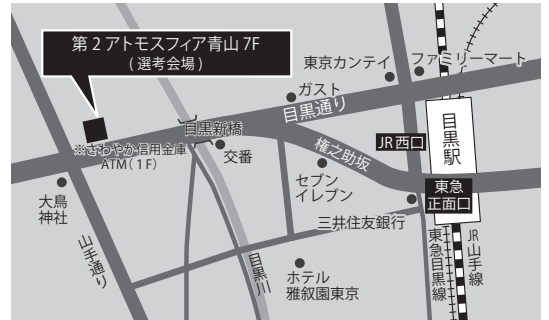 第2アトモスフィア青山7F
(選考会場)
東京カンテイ
ファミリーマート
ガスト
目黒通り
目黒新橋
※さわやか信用金庫
ATM(1F)
交番
権之助坂
JR西口
目黒駅
セブン
イレブン
東急
正面口
大鳥
神社
三井住友銀行
山手通り
目黒川
ホテル
雅叙園東京
東急目黒線
JR山手線